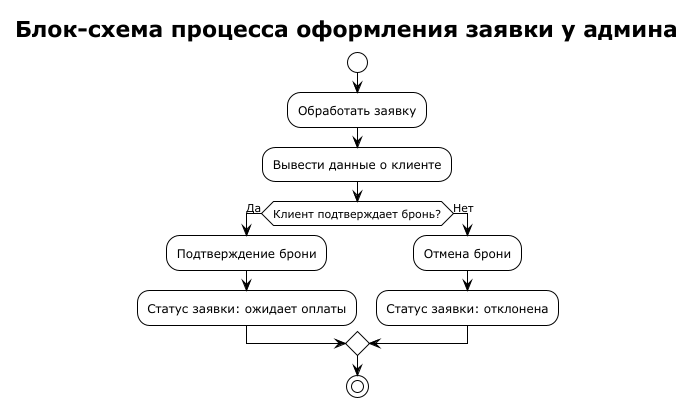 Блок-схема процесса оформления заявки у админа
Обработать заявку
Вывести данные о клиенте
Да
Клиент подтверждает бронь?
Нет
Подтверждение брони
Отмена брони
Статус заявки: ожидает оплаты
Статус заявки: отклонена